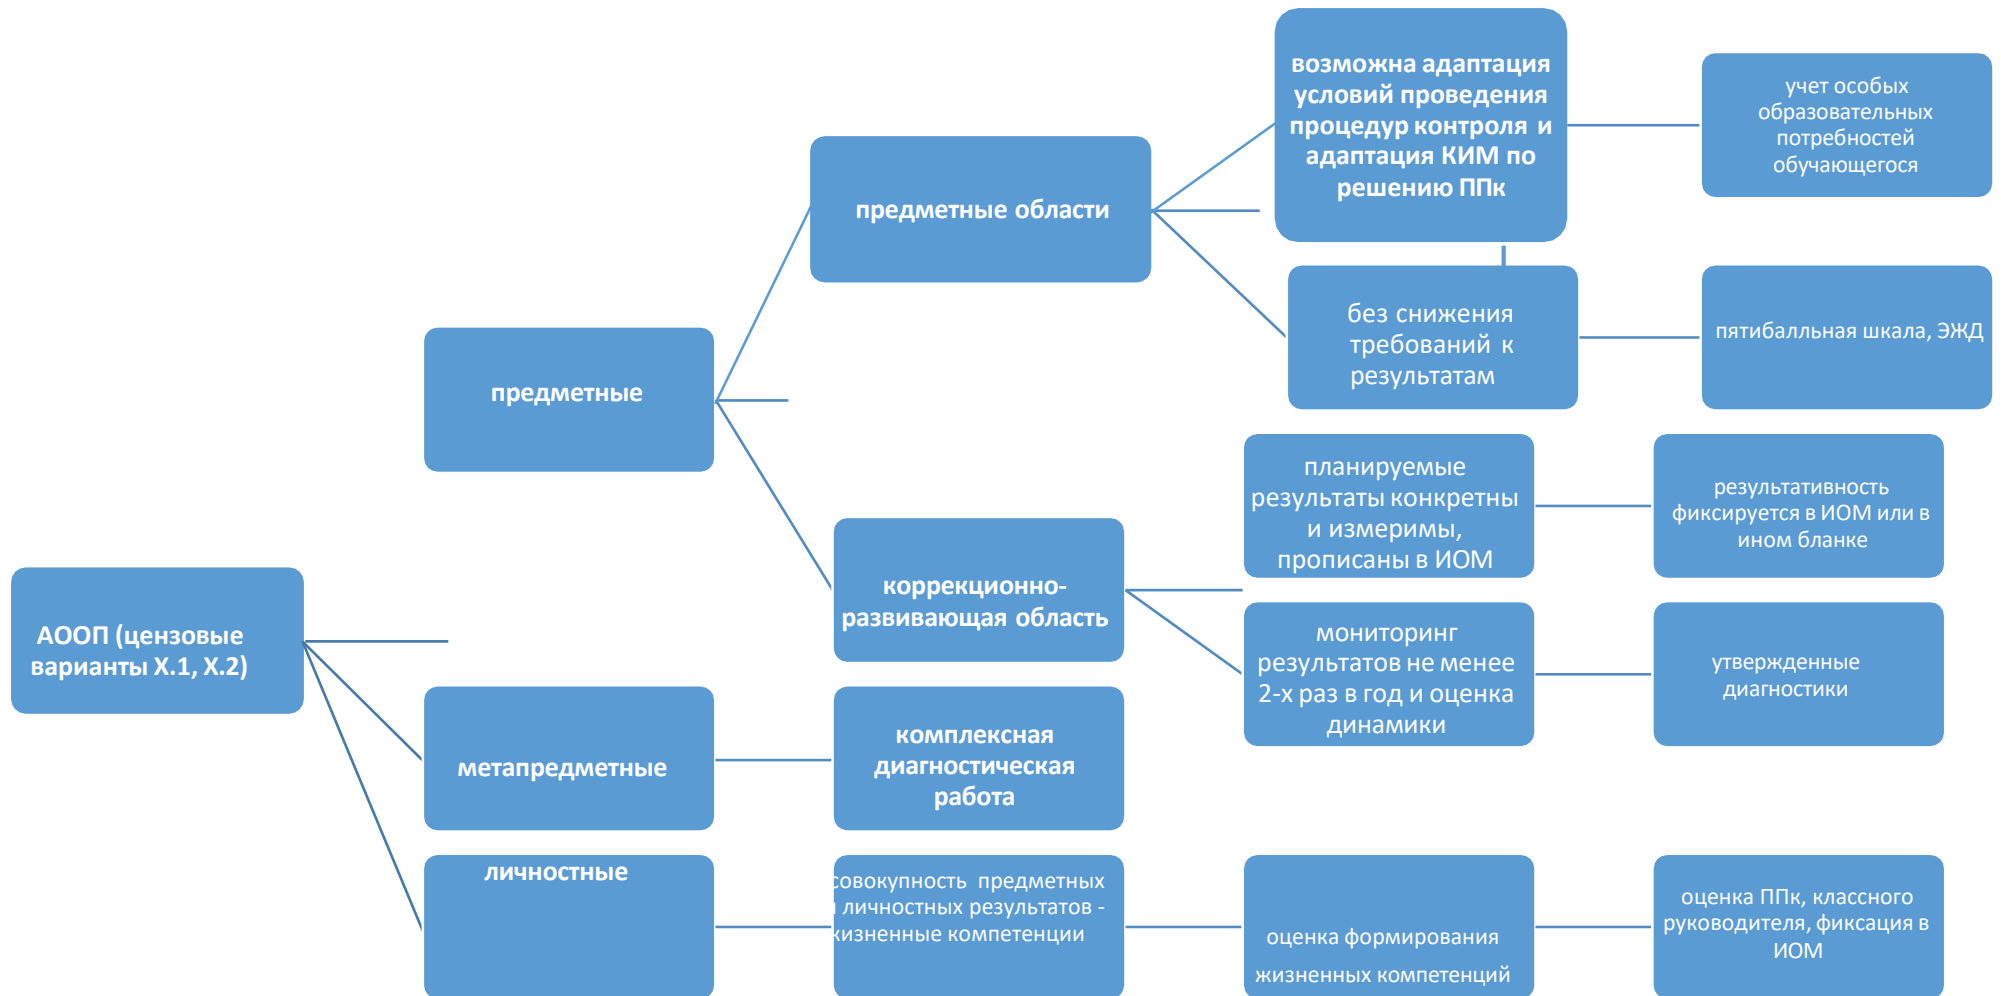 возможна адаптация
условий проведения
процедур контроля и
адаптация КИМ по
решению ППк
учет особых
образовательных
потребностей
обучающегося
предметные области
без снижения
требований к
результатам
пятибалльная шкала, ЭЖД
предметные
планируемые
результаты конкретны
и измеримы,
прописаны в ИОМ
результативность
фиксируется в ИОМ или в
ином бланке
коррекционно-
развивающая область
АООП (цензовые
варианты Х.1, Х.2)
мониторинг
результатов не менее
2-х раз в год и оценка
динамики
утвержденные
диагностики
метапредметные
комплексная
диагностическая
работа
личностные
совокупность предметных
и личностных результатов -
жизненные компетенции
оценка формирования
жизненных компетенций
оценка ППк, классного
руководителя, фиксация в
ИОМ